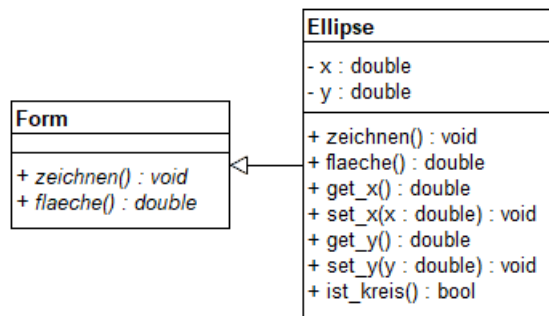 Form
+ zeichnen() : void
+ flaeche() : double
Ellipse
- x : double
- y : double
+ zeichnen() : void
+ flaeche() : double
+ get_x() : double
+ set_x(x : double) : void
+ get_y() : double
+ set_y(y : double) : void
+ ist_kreis() : bool